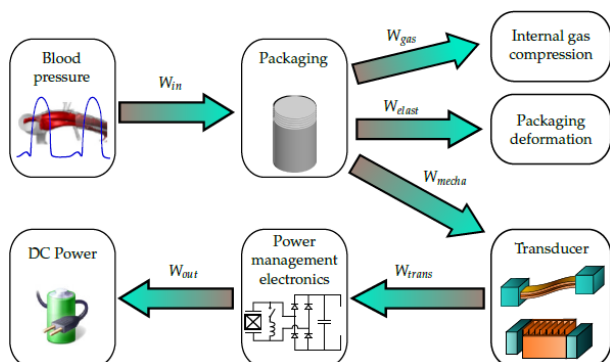 Blood
pressure
W_in
Packaging
W_gas
Internal gas
compression
W_elast
Packaging
deformation
W_mecha
DC Power
W_out
Power
management
electronics
W_trans
Transducer